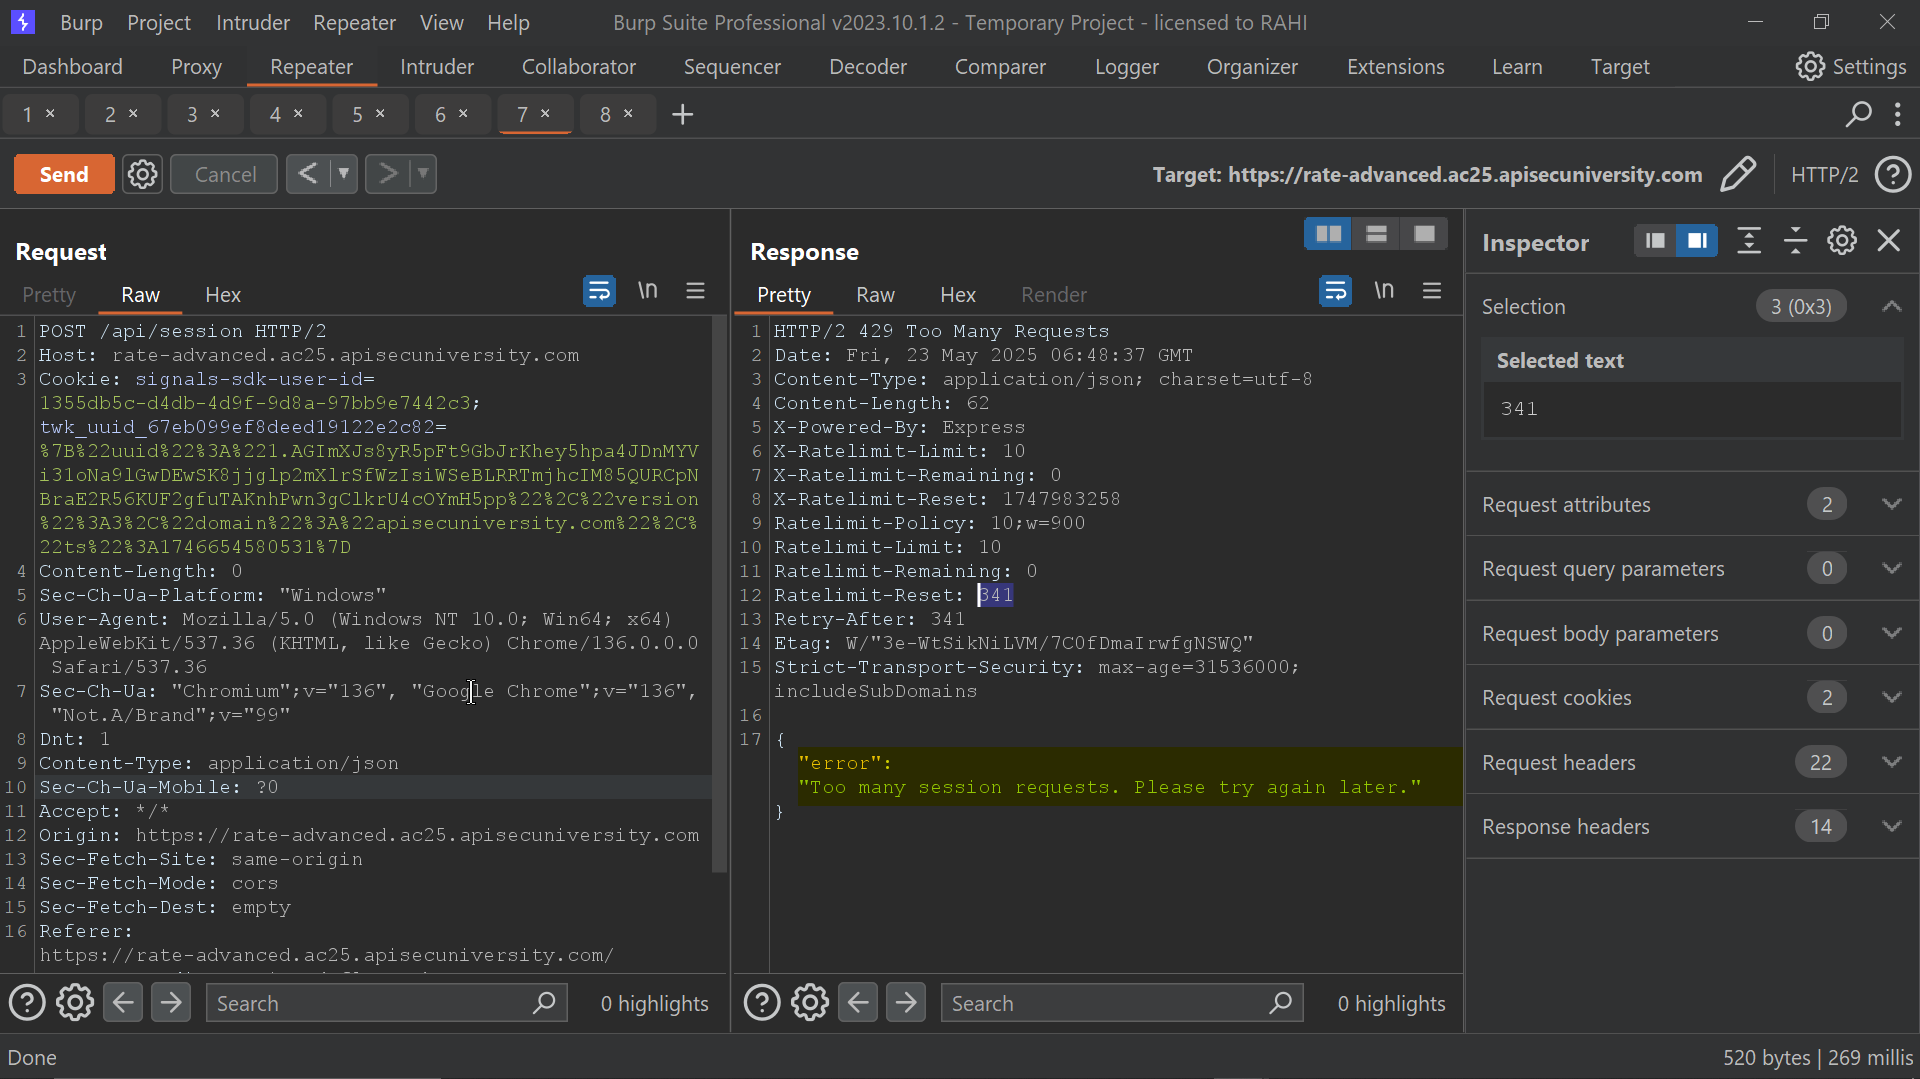 Burp Project Intruder Repeater View Help Burp Suite Professional v2023.10.1.2 - Temporary Project - licensed to RAHI
Dashboard Proxy Repeater Intruder Collaborator Sequencer Decoder Comparer Logger Organizer Extensions Learn Target Settings
1 × 2 × 3 × 4 × 5 × 6 × 7 × 8 × +
Send Cancel < > Target: https://rate-advanced.ac25.apisecuniversity.com HTTP/2 ?
Request
Pretty Raw Hex \n
1 POST /api/session HTTP/2
2 Host: rate-advanced.ac25.apisecuniversity.com
3 Cookie: signals-sdk-user-id=
1355db5c-d4db-4d9f-9d8a-97bb9e7442c3;
twk_uuid_67eb099ef8deed19122e2c82=
%7B%22uuid%22%3A%221.AGImXJs8yR5pFt9GbJrKhey5hpa4JDnMYV
i31oNa9lGwDEwSK8jjglp2mXlrSfWzIsiWSeBLRRTmjhcIM85QURCpN
BraE2R56KUF2gfuTAKnhPwn3gClkrU4cOYmH5pp%22%2C%22version
%22%3A3%2C%22domain%22%3A%22apisecuniversity.com%22%2C%
22ts%22%3A1746654580531%7D
4 Content-Length: 0
5 Sec-Ch-Ua-Platform: "Windows"
6 User-Agent: Mozilla/5.0 (Windows NT 10.0; Win64; x64)
AppleWebKit/537.36 (KHTML, like Gecko) Chrome/136.0.0.0
Safari/537.36
7 Sec-Ch-Ua: "Chromium";v="136", "Google Chrome";v="136",
"Not.A/Brand";v="99"
8 Dnt: 1
9 Content-Type: application/json
10 Sec-Ch-Ua-Mobile: ?0
11 Accept: */*
12 Origin: https://rate-advanced.ac25.apisecuniversity.com
13 Sec-Fetch-Site: same-origin
14 Sec-Fetch-Mode: cors
15 Sec-Fetch-Dest: empty
16 Referer:
https://rate-advanced.ac25.apisecuniversity.com/
? Search 0 highlights
Response
Pretty Raw Hex Render \n
1 HTTP/2 429 Too Many Requests
2 Date: Fri, 23 May 2025 06:48:37 GMT
3 Content-Type: application/json; charset=utf-8
4 Content-Length: 62
5 X-Powered-By: Express
6 X-Ratelimit-Limit: 10
7 X-Ratelimit-Remaining: 0
8 X-Ratelimit-Reset: 1747983258
9 Ratelimit-Policy: 10;w=900
10 Ratelimit-Limit: 10
11 Ratelimit-Remaining: 0
12 Ratelimit-Reset: 341
13 Retry-After: 341
14 Etag: W/"3e-WtSikNiLVM/7C0fDmaIrwfgNSWQ"
15 Strict-Transport-Security: max-age=31536000;
includeSubDomains
16
17 {
"error":
"Too many session requests. Please try again later."
}
? Search 0 highlights
Inspector
Selection 3 (0x3)
Selected text
341
Request attributes 2
Request query parameters 0
Request body parameters 0
Request cookies 2
Request headers 22
Response headers 14
Done 520 bytes | 269 millis